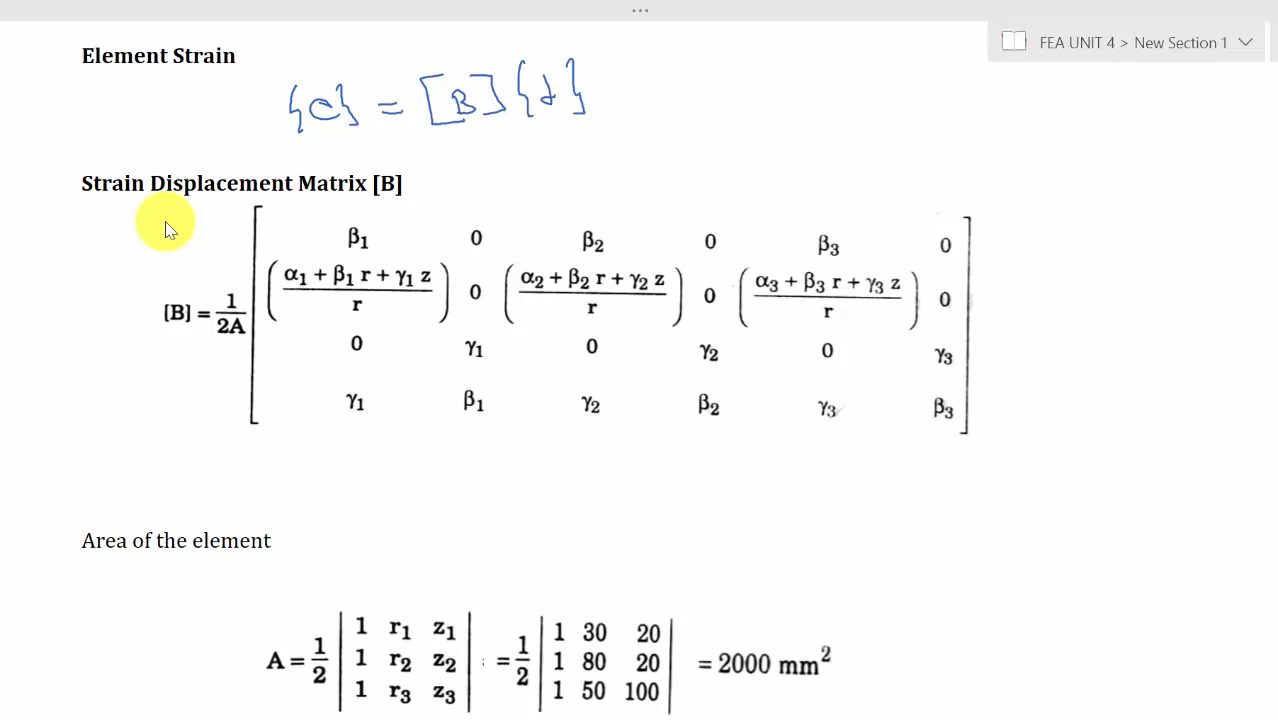 ...
Element Strain
FEA UNIT 4 > New Section 1
{e} = [B] {d}
Strain Displacement Matrix [B]
β1 0 β2 0 β3 0
[B] = 1/2A (α1 + β1 r + γ1 z / r) 0 (α2 + β2 r + γ2 z / r) 0 (α3 + β3 r + γ3 z / r) 0
0 γ1 0 γ2 0 γ3
γ1 β1 γ2 β2 γ3 β3
Area of the element
1 r1 z1 1 30 20
A = 1/2 1 r2 z2 = 1/2 1 80 20 = 2000 mm²
1 r3 z3 1 50 100